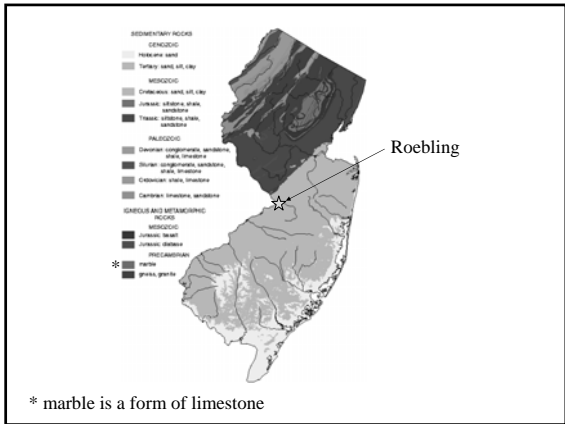 SEDIMENTARY ROCKS
CENOZOIC
Holocene: sand
Tertiary: sand, silt, clay
MESOZOIC
Cretaceous: sand, silt, clay
Jurassic: siltstone, shale,
sandstone
Triassic: siltstone, shale,
sandstone
PALEOZOIC
Devonian: conglomerate, sandstone,
shale, limestone
Silurian: conglomerate, sandstone,
shale, limestone
Ordovician: shale, limestone
Cambrian: limestone, sandstone
IGNEOUS AND METAMORPHIC
ROCKS
MESOZOIC
Jurassic: basalt
Jurassic: diabase
PRECAMBRIAN
* marble
gneiss, granite
Roebling
* marble is a form of limestone